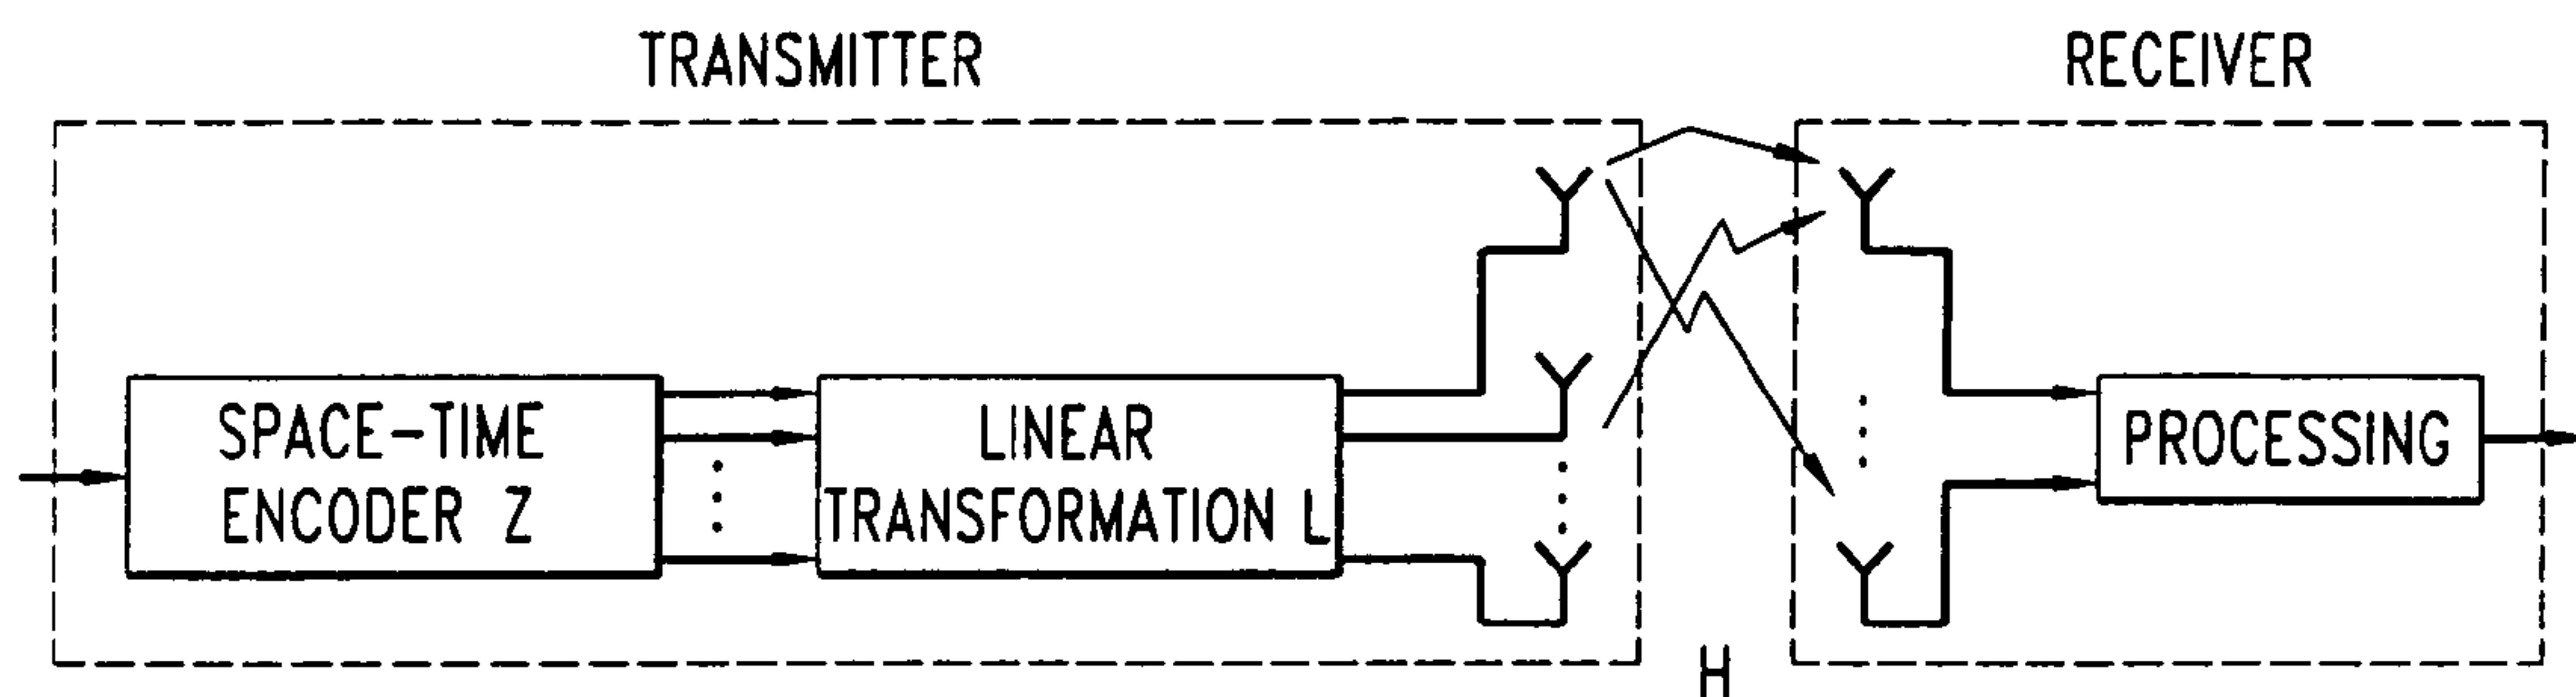 TRANSMITTER
RECEIVER
SPACE-TIME
ENCODER Z
LINEAR
TRANSFORMATION L
PROCESSING
H